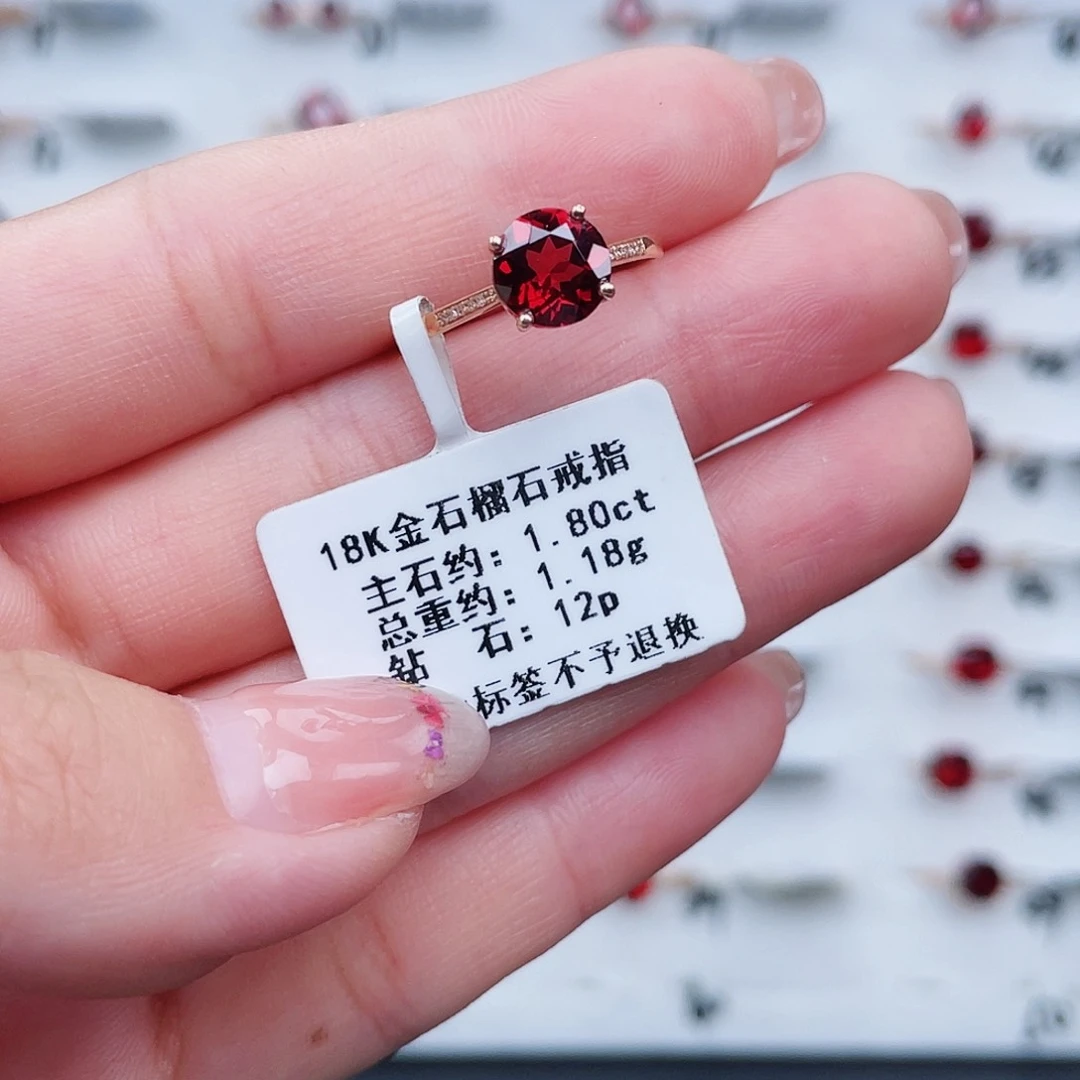 18K金石榴石戒指
主石约: 1.80ct
总重约: 1.18g
钻 石: 12p
标签不予退换